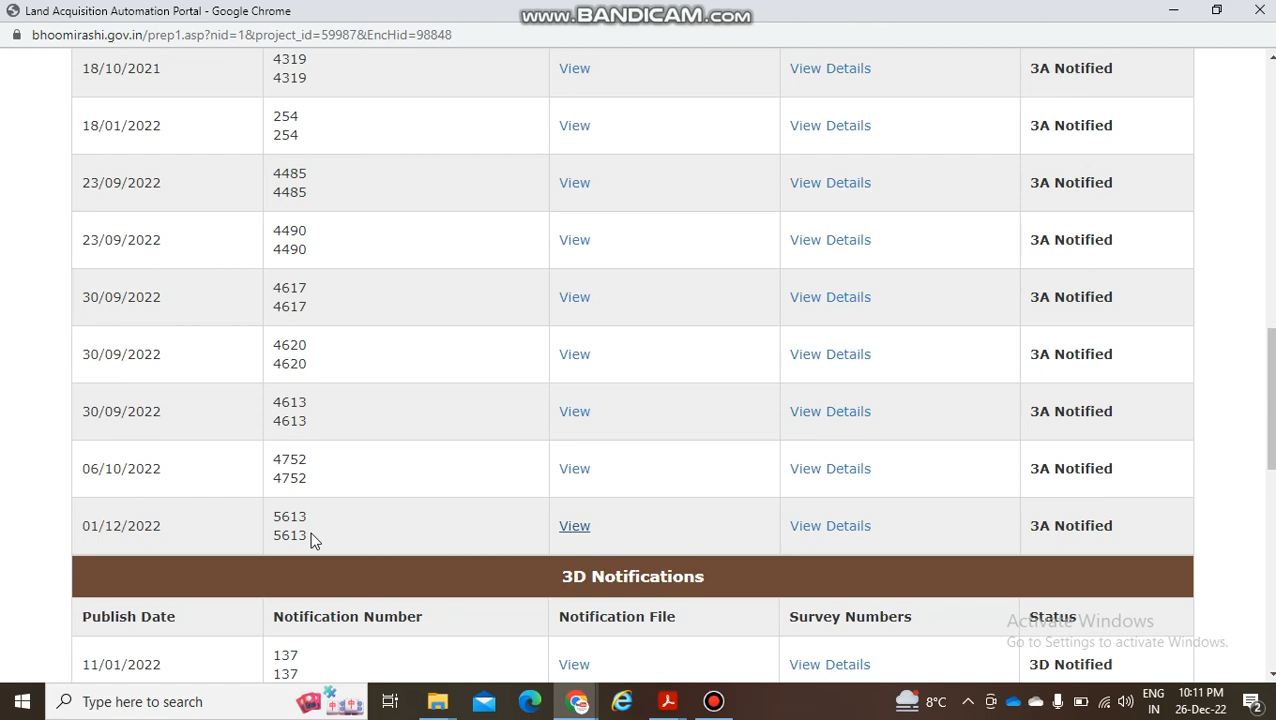 Land Acquisition Automation Portal - Google Chrome
www.BANDICAM.com
bhoomirashi.gov.in/prep1.asp?nid=1&project_id=59987&EncHid=98848
18/10/2021 4319 View View Details 3A Notified
4319
18/01/2022 254 View View Details 3A Notified
254
23/09/2022 4485 View View Details 3A Notified
4485
23/09/2022 4490 View View Details 3A Notified
4490
30/09/2022 4617 View View Details 3A Notified
4617
30/09/2022 4620 View View Details 3A Notified
4620
30/09/2022 4613 View View Details 3A Notified
4613
06/10/2022 4752 View View Details 3A Notified
4752
01/12/2022 5613 View View Details 3A Notified
5613
3D Notifications
Publish Date Notification Number Notification File Survey Numbers Status
11/01/2022 137 View View Details 3D Notified
137
Activate Windows
Go to Settings to activate Windows.
Type here to search
8°C
ENG
IN
10:11 PM
26-Dec-22
2